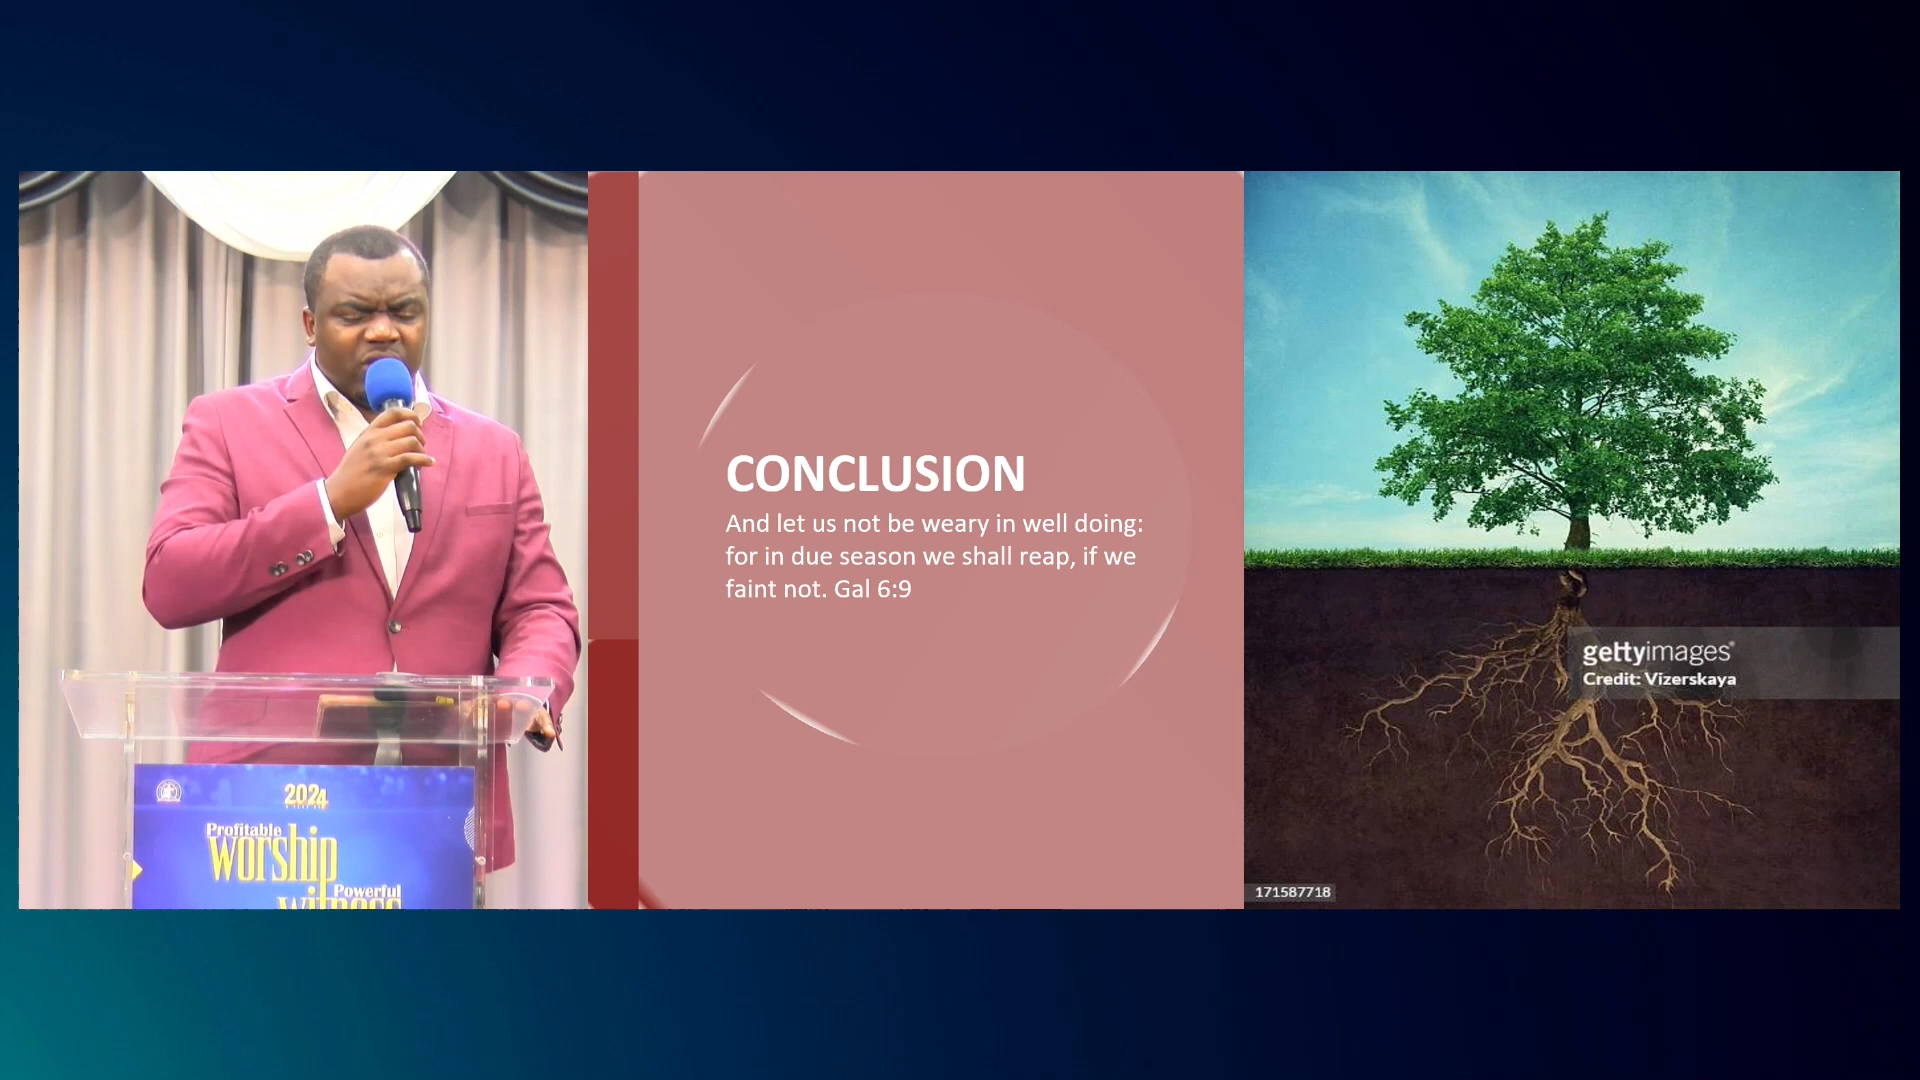 2024
Profitable
worship
Powerful
witness
CONCLUSION
And let us not be weary in well doing:
for in due season we shall reap, if we
faint not. Gal 6:9
gettyimages®
Credit: Vizerskaya
171587718